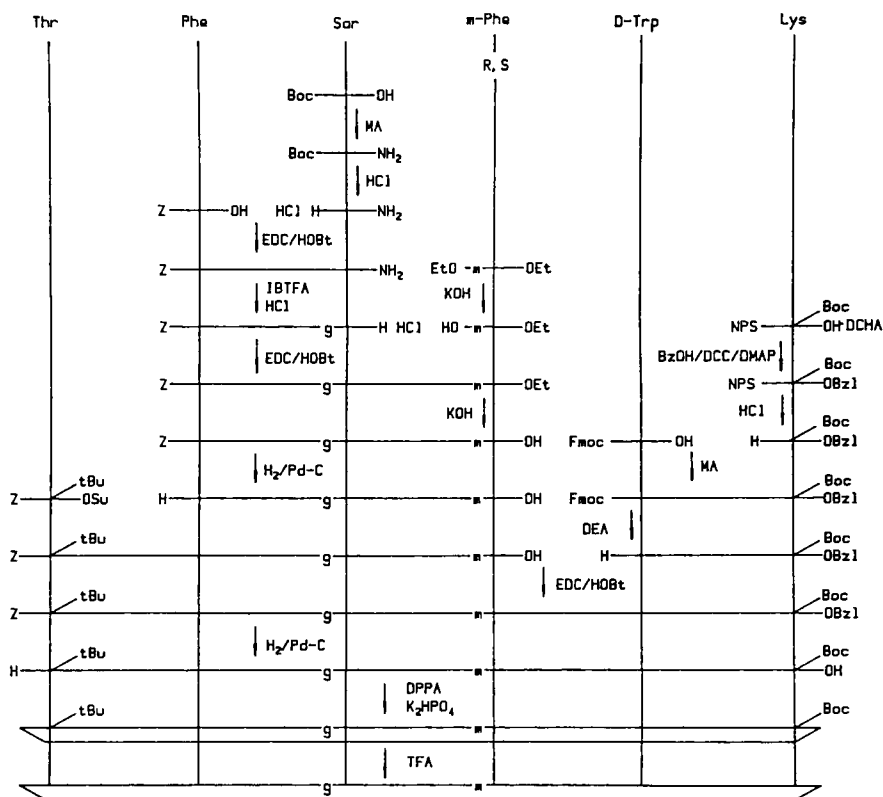 Thr Phe Sar m-Phe D-Trp Lys
R,S
Boc OH
MA
Boc NH₂
HCl
Z OH HCl H NH₂
EDC/HOBt
Z NH₂ EtO m OEt
IBTFA
HCl
KOH
Boc
Z g H HCl HO m OEt NPS OH·DCHA
EDC/HOBt
BzOH/DCC/DMAP
Boc
Z g m OEt NPS OBzl
KOH
HCl
Boc
Z g m OH Fmoc OH H OBzl
H₂/Pd-C
MA
tBu Boc
Z OSu H g m OH Fmoc OBzl
DEA
tBu Boc
Z g m OH H OBzl
EDC/HOBt
tBu Boc
Z g m OBzl
H₂/Pd-C
tBu Boc
H g m OH
DPPA
K₂HPO₄
tBu Boc
g m
TFA
g m